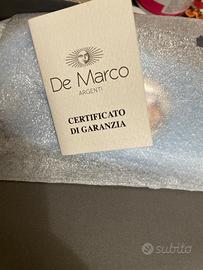 De Marco
ARGENTI
CERTIFICATO
DI GARANZIA
subito